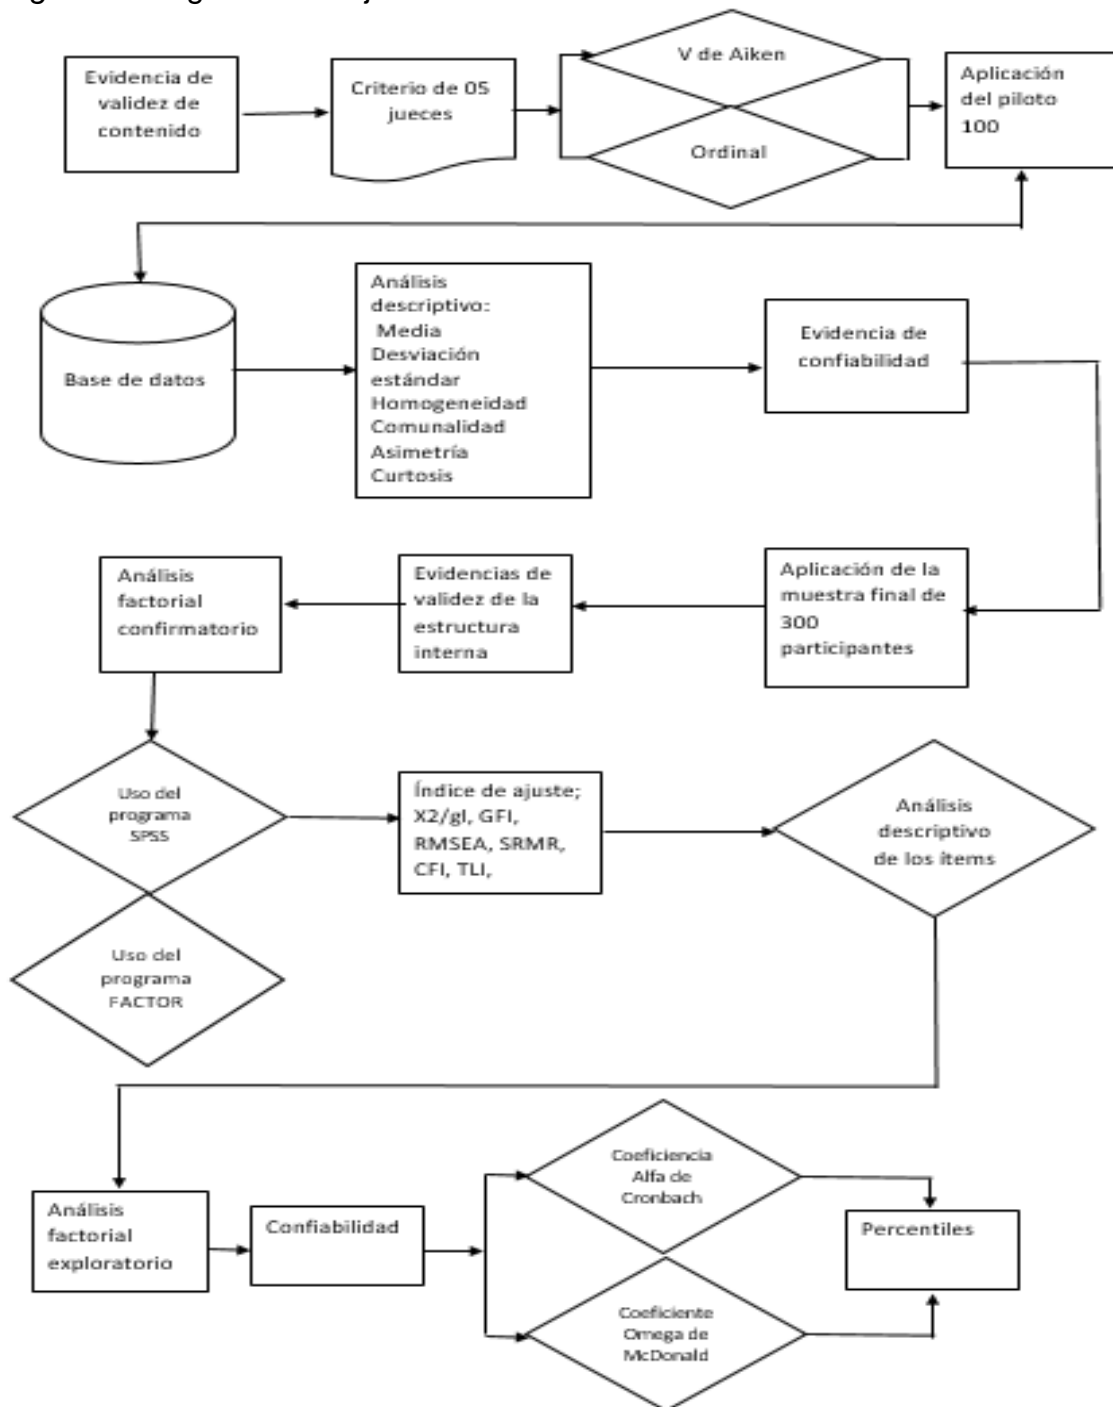 Evidencia de
validez de
contenido
Criterio de 05
jueces
V de Aiken
Ordinal
Aplicación
del piloto
100
Base de datos
Análisis
descriptivo:
Media
Desviación
estándar
Homogeneidad
Comunalidad
Asimetría
Curtosis
Evidencia de
confiabilidad
Análisis
factorial
confirmatorio
Evidencias de
validez de la
estructura
interna
Aplicación de la
muestra final de
300
participantes
Uso del
programa
SPSS
Índice de ajuste;
X2/gl, GFI,
RMSEA, SRMR,
CFI, TLI,
Análisis
descriptivo
de los ítems
Uso del
programa
FACTOR
Análisis
factorial
exploratorio
Confiabilidad
Coeficiencia
Alfa de
Cronbach
Coeficiente
Omega de
McDonald
Percentiles